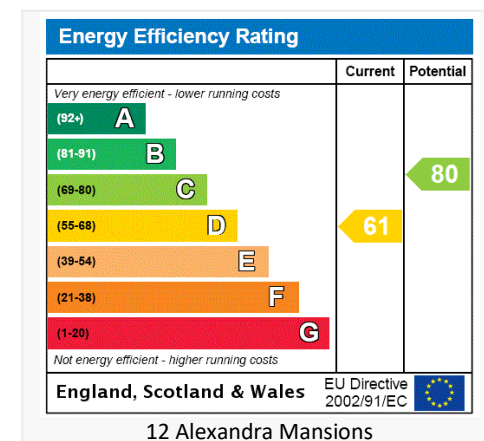 Energy Efficiency Rating
Current Potential
Very energy efficient - lower running costs
(92+) A
(81-91) B
80
(69-80) C
(55-68) D 61
(39-54) E
(21-38) F
(1-20) G
Not energy efficient - higher running costs
England, Scotland & Wales
EU Directive
2002/91/EC
12 Alexandra Mansions